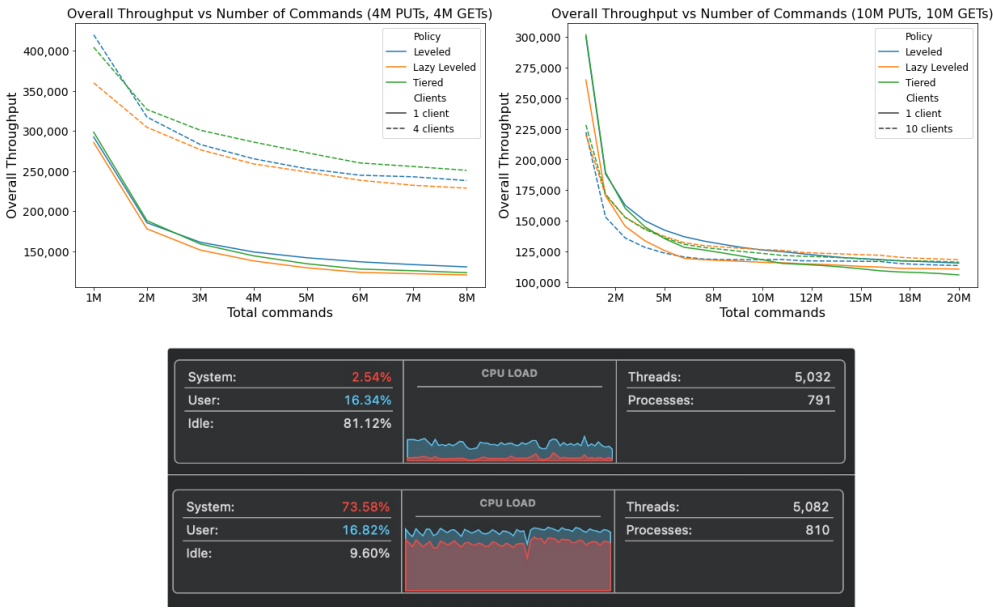 Overall Throughput vs Number of Commands (4M PUTS, 4M GETs)
Overall Throughput
400,000
350,000
300,000
250,000
200,000
150,000
Policy
Leveled
Lazy Leveled
Tiered
Clients
1 client
4 clients
1M 2M 3M 4M 5M 6M 7M 8M
Total commands
Overall Throughput vs Number of Commands (10M PUTS, 10M GETs)
Overall Throughput
300,000
275,000
250,000
225,000
200,000
175,000
150,000
125,000
100,000
Policy
Leveled
Lazy Leveled
Tiered
Clients
1 client
10 clients
2M 5M 8M 10M 12M 15M 18M 20M
Total commands
System: 2.54%
User: 16.34%
Idle: 81.12%
CPU LOAD
Threads: 5,032
Processes: 791
System: 73.58%
User: 16.82%
Idle: 9.60%
CPU LOAD
Threads: 5,082
Processes: 810